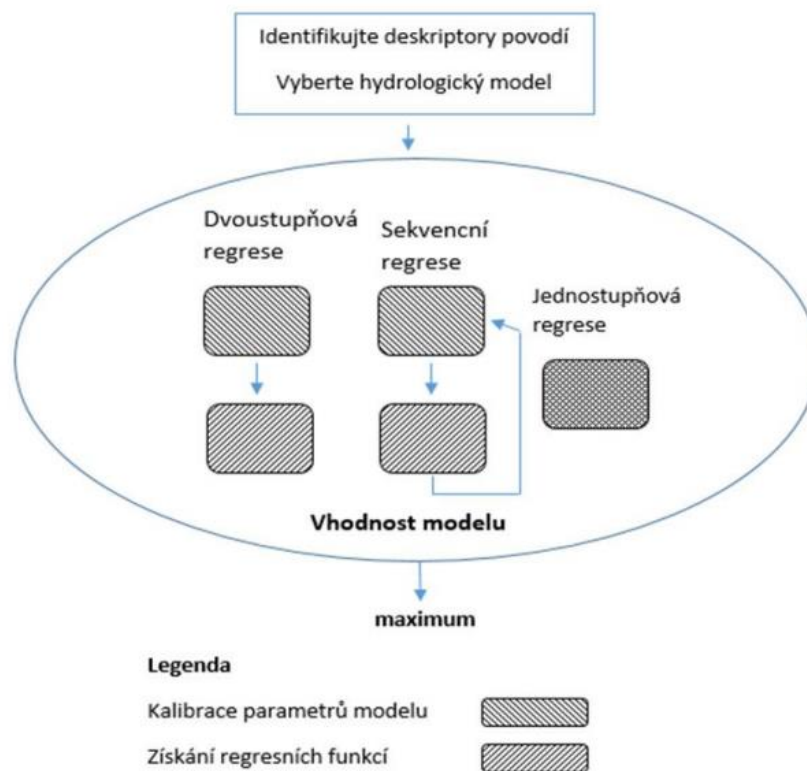 Identifikujte deskriptory povodí
Vyberte hydrologický model
Dvoustupňová
regrese
Sekvencní
regrese
Jednostupňová
regrese
Vhodnost modelu
maximum
Legenda
Kalibrace parametrů modelu
Získání regresních funkcí